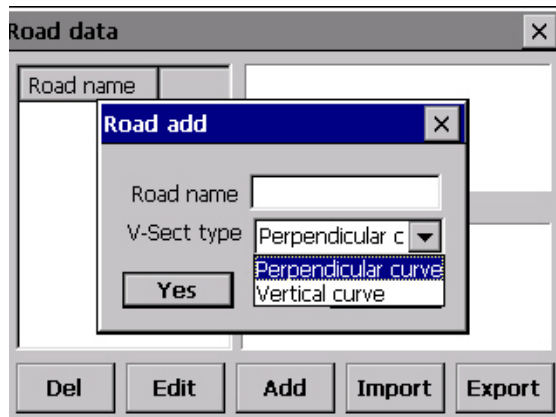 Road data
Road name
Road add
Road name
V-Sect type Perpendicular c
Perpendicular curve
Vertical curve
Yes
Del Edit Add Import Export